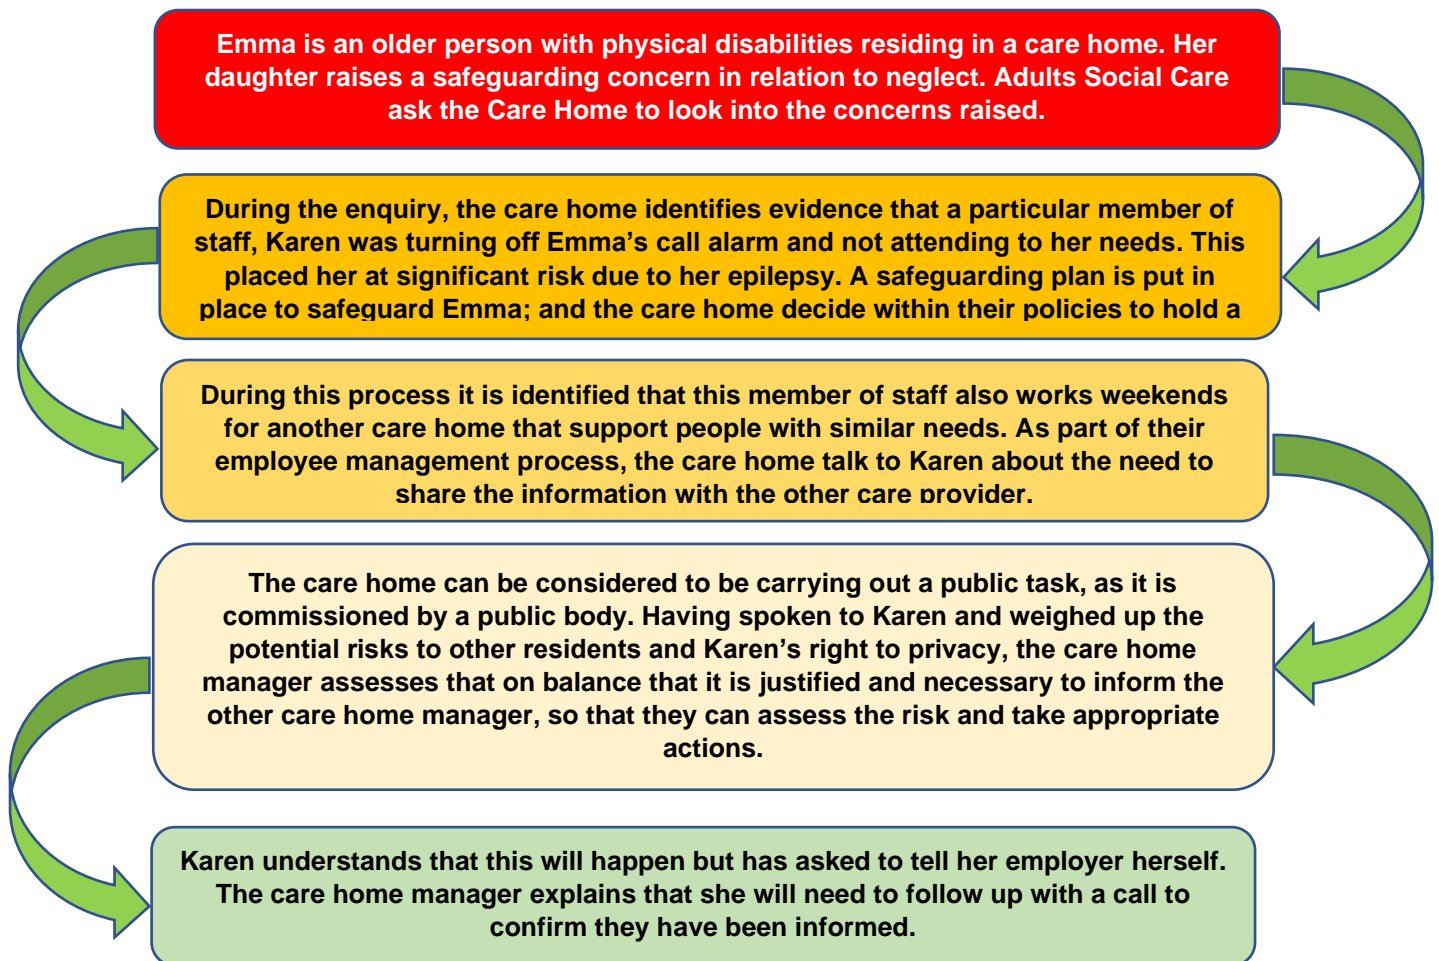 Emma is an older person with physical disabilities residing in a care home. Her
daughter raises a safeguarding concern in relation to neglect. Adults Social Care
ask the Care Home to look into the concerns raised.
During the enquiry, the care home identifies evidence that a particular member of
staff, Karen was turning off Emma's call alarm and not attending to her needs. This
placed her at significant risk due to her epilepsy. A safeguarding plan is put in
place to safeguard Emma; and the care home decide within their policies to hold a
During this process it is identified that this member of staff also works weekends
for another care home that support people with similar needs. As part of their
employee management process, the care home talk to Karen about the need to
share the information with the other care provider.
The care home can be considered to be carrying out a public task, as it is
commissioned by a public body. Having spoken to Karen and weighed up the
potential risks to other residents and Karen's right to privacy, the care home
manager assesses that on balance that it is justified and necessary to inform the
other care home manager, so that they can assess the risk and take appropriate
actions.
Karen understands that this will happen but has asked to tell her employer herself.
The care home manager explains that she will need to follow up with a call to
confirm they have been informed.